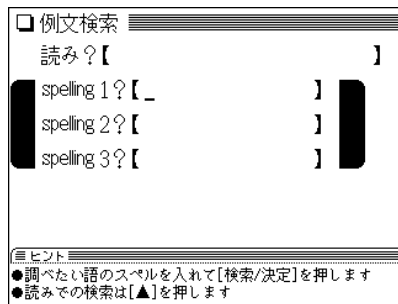 例文検索
読み?【 】
spelling 1?【_ 】
spelling 2?【 】
spelling 3?【 】
ヒント
●調べたい語のスペルを入れて[検索/決定]を押します
●読みでの検索は[▲]を押します